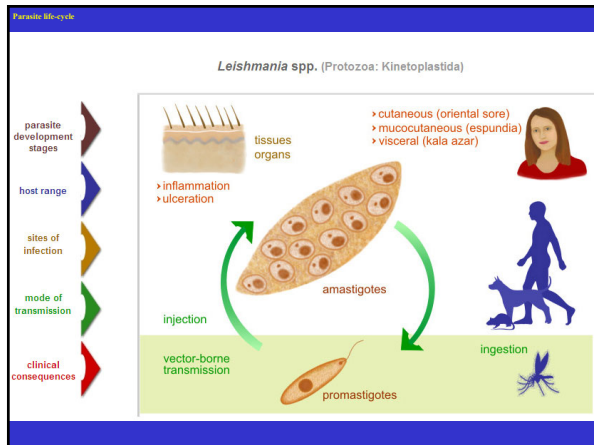 Parasite life-cycle
Leishmania spp. (Protozoa: Kinetoplastida)
parasite
development
stages
host range
sites of
infection
mode of
transmission
clinical
consequences
tissues
organs
› inflammation
› ulceration
› cutaneous (oriental sore)
› mucocutaneous (espundia)
› visceral (kala azar)
amastigotes
injection
vector-borne
transmission
promastigotes
ingestion